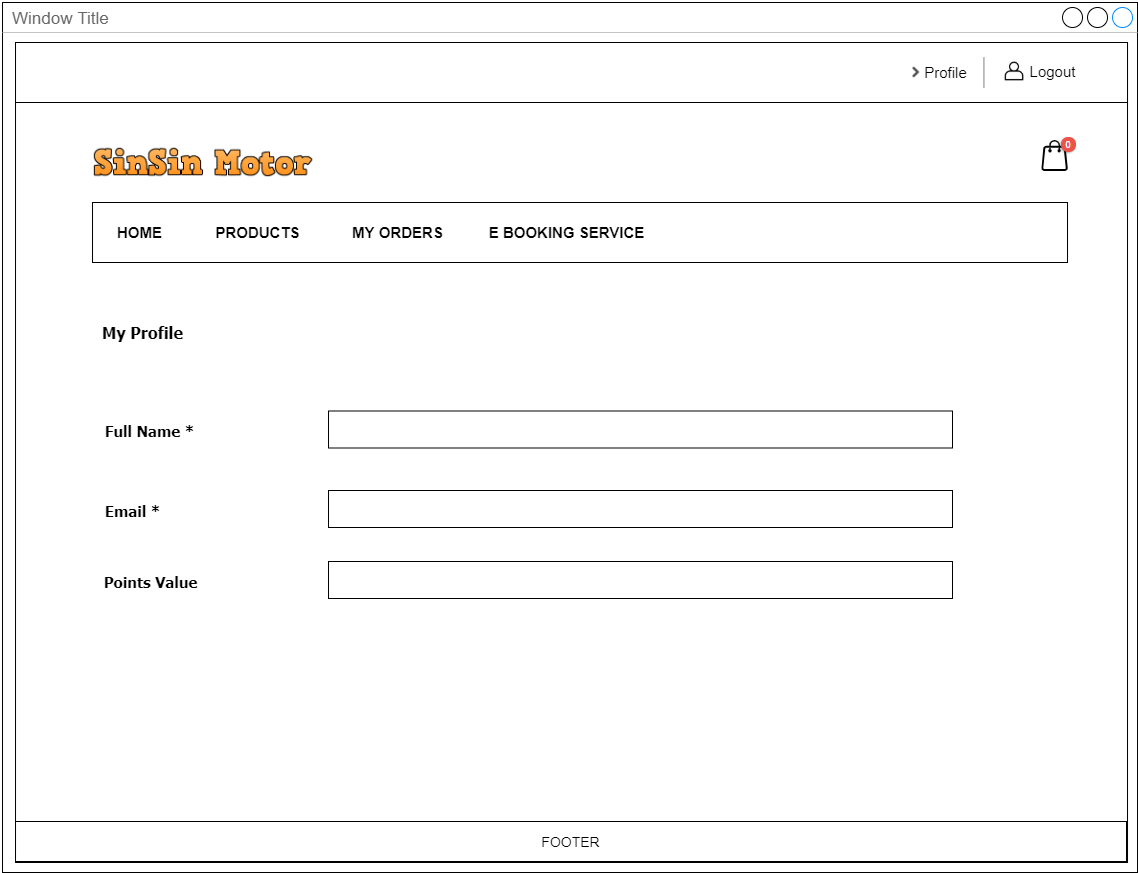 Window Title
Profile
Logout
SinSin Motor
0
HOME PRODUCTS MY ORDERS E BOOKING SERVICE
My Profile
Full Name *
Email *
Points Value
FOOTER